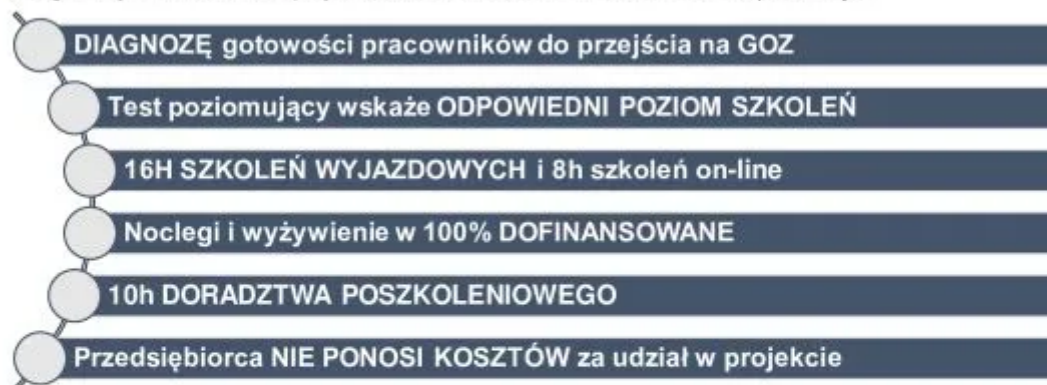 DIAGNOZĘ gotowości pracowników do przejścia na GOZ
Test poziomujący wskaże ODPOWIEDNI POZIOM SZKOLEŃ
16H SZKOLEŃ WYJAZDOWYCH i 8h szkoleń on-line
Noclegi i wyżywienie w 100% DOFINANSOWANE
10h DORADZTWA POSZKOLENIOWEGO
Przedsiębiorca NIE PONOSI KOSZTÓW za udział w projekcie